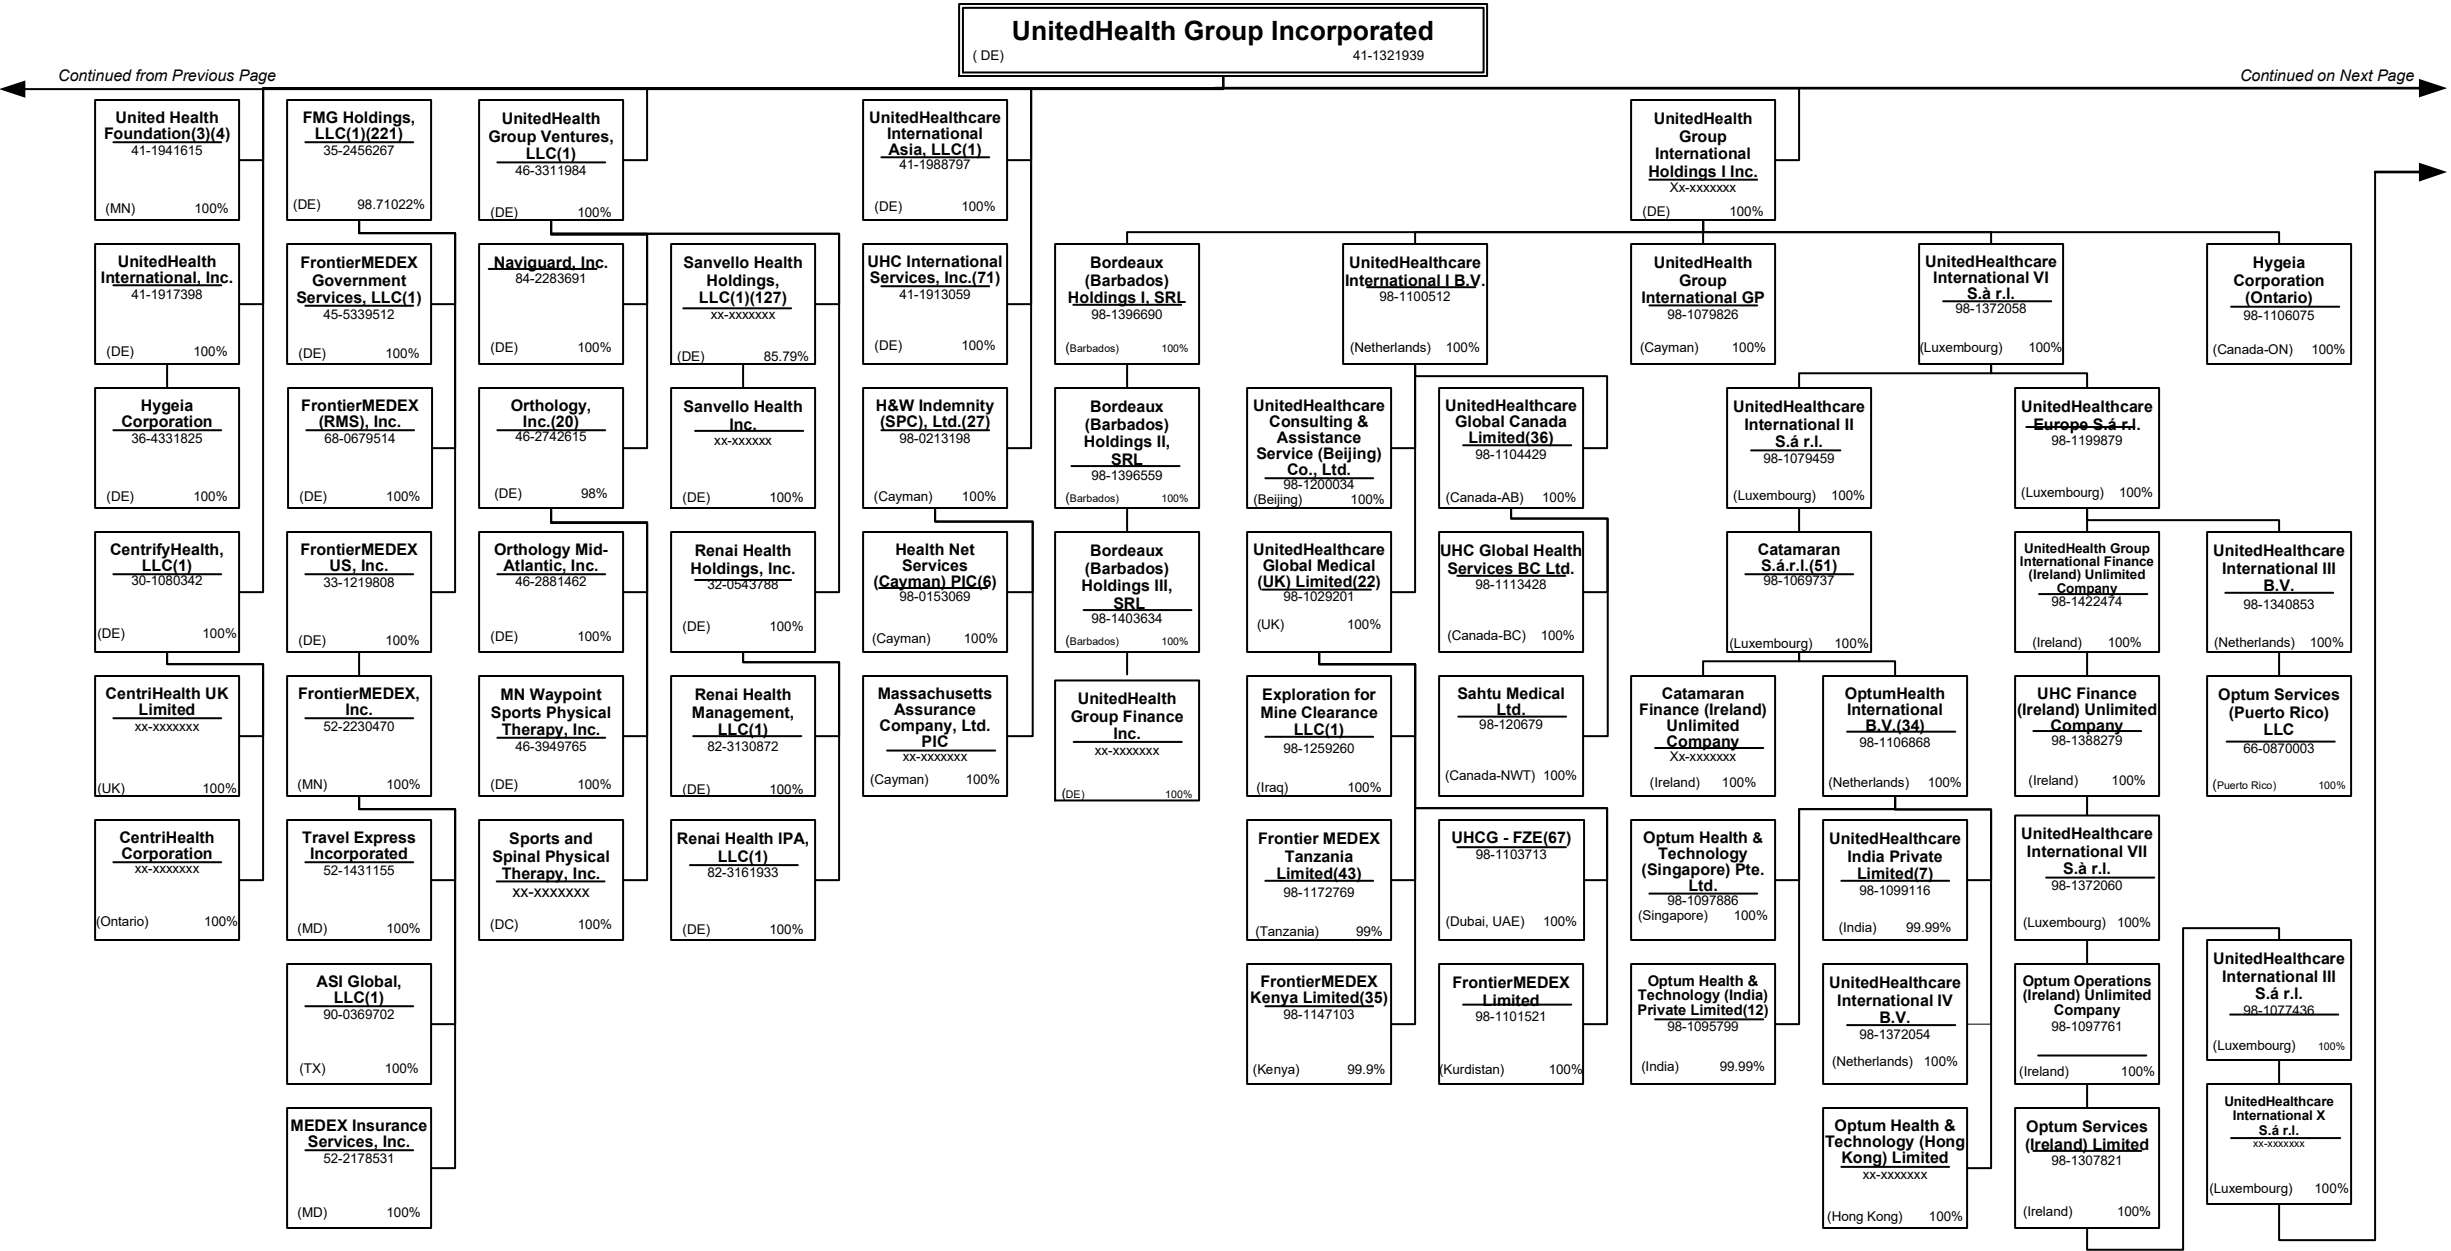 UnitedHealth Group Incorporated
( DE) 41-1321939
Continued from Previous Page
Continued on Next Page
United Health
Foundation(3)(4)
41-1941615
(MN) 100%
FMG Holdings,
LLC(1)(221)
35-2456267
(DE) 98.71022%
UnitedHealth
Group Ventures,
LLC(1)
46-3311984
(DE) 100%
UnitedHealthcare
International
Asia, LLC(1)
41-1988797
(DE) 100%
UnitedHealth
Group
International
Holdings I Inc.
Xx-xxxxxxx
(DE) 100%
UnitedHealth
International, Inc.
41-1917398
(DE) 100%
FrontierMEDEX
Government
Services, LLC(1)
45-5339512
(DE) 100%
Naviguard, Inc.
84-2283691
(DE) 100%
Sanvello Health
Holdings,
LLC(1)(127)
xx-xxxxxxx
(DE) 85.79%
UHC International
Services, Inc.(71)
41-1913059
(DE) 100%
Bordeaux
(Barbados)
Holdings I, SRL
98-1396690
(Barbados) 100%
UnitedHealthcare
International I B.V.
98-1100512
(Netherlands) 100%
UnitedHealth
Group
International GP
98-1079826
(Cayman) 100%
UnitedHealthcare
International VI
S.à r.l.
98-1372058
(Luxembourg) 100%
Hygeia
Corporation
(Ontario)
98-1106075
(Canada-ON) 100%
Hygeia
Corporation
36-4331825
(DE) 100%
FrontierMEDEX
(RMS), Inc.
68-0679514
(DE) 100%
Orthology,
Inc.(20)
46-2742615
(DE) 98%
Sanvello Health
Inc.
xx-xxxxxx
(DE) 100%
H&W Indemnity
(SPC), Ltd.(27)
98-0213198
(Cayman) 100%
Bordeaux
(Barbados)
Holdings II,
SRL
98-1396559
(Barbados) 100%
UnitedHealthcare
Consulting &
Assistance
Service (Beijing)
Co., Ltd.
98-1200034
(Beijing) 100%
UnitedHealthcare
Global Canada
Limited(36)
98-1104429
(Canada-AB) 100%
UnitedHealthcare
International II
S.á r.l.
98-1079459
(Luxembourg) 100%
UnitedHealthcare
Europe S.á r.l.
98-1199879
(Luxembourg) 100%
CentrifyHealth,
LLC(1)
30-1080342
(DE) 100%
FrontierMEDEX
US, Inc.
33-1219808
(DE) 100%
Orthology Mid-
Atlantic, Inc.
46-2881462
(DE) 100%
Renai Health
Holdings, Inc.
32-0543788
(DE) 100%
Health Net
Services
(Cayman) PIC(6)
98-0153069
(Cayman) 100%
Bordeaux
(Barbados)
Holdings III,
SRL
98-1403634
(Barbados) 100%
UnitedHealthcare
Global Medical
(UK) Limited(22)
98-1029201
(UK) 100%
UHC Global Health
Services BC Ltd.
98-1113428
(Canada-BC) 100%
Catamaran
S.á.r.l.(51)
98-1069737
(Luxembourg) 100%
UnitedHealth Group
International Finance
(Ireland) Unlimited
Company
98-1422474
(Ireland) 100%
UnitedHealthcare
International III
B.V.
98-1340853
(Netherlands) 100%
CentriHealth UK
Limited
xx-xxxxxxx
(UK) 100%
FrontierMEDEX,
Inc.
52-2230470
(MN) 100%
MN Waypoint
Sports Physical
Therapy, Inc.
46-3949765
(DE) 100%
Renai Health
Management,
LLC(1)
82-3130872
(DE) 100%
Massachusetts
Assurance
Company, Ltd.
PIC
xx-xxxxxxx
(Cayman) 100%
UnitedHealth
Group Finance
Inc.
xx-xxxxxxx
(DE) 100%
Exploration for
Mine Clearance
LLC(1)
98-1259260
(Iraq) 100%
Sahtu Medical
Ltd.
98-120679
(Canada-NWT) 100%
Catamaran
Finance (Ireland)
Unlimited
Company
Xx-xxxxxxx
(Ireland) 100%
OptumHealth
International
B.V.(34)
98-1106868
(Netherlands) 100%
UHC Finance
(Ireland) Unlimited
Company
98-1388279
(Ireland) 100%
Optum Services
(Puerto Rico)
LLC
66-0870003
(Puerto Rico) 100%
CentriHealth
Corporation
xx-xxxxxxx
(Ontario) 100%
Travel Express
Incorporated
52-1431155
(MD) 100%
Sports and
Spinal Physical
Therapy, Inc.
xx-xxxxxxx
(DC) 100%
Renai Health IPA,
LLC(1)
82-3161933
(DE) 100%
Frontier MEDEX
Tanzania
Limited(43)
98-1172769
(Tanzania) 99%
UHCG - FZE(67)
98-1103713
(Dubai, UAE) 100%
Optum Health &
Technology
(Singapore) Pte.
Ltd.
98-1097886
(Singapore) 100%
UnitedHealthcare
India Private
Limited(7)
98-1099116
(India) 99.99%
UnitedHealthcare
International VII
S.à r.l.
98-1372060
(Luxembourg) 100%
ASI Global,
LLC(1)
90-0369702
(TX) 100%
FrontierMEDEX
Kenya Limited(35)
98-1147103
(Kenya) 99.9%
FrontierMEDEX
Limited
98-1101521
(Kurdistan) 100%
Optum Health &
Technology (India)
Private Limited(12)
98-1095799
(India) 99.99%
UnitedHealthcare
International IV
B.V.
98-1372054
(Netherlands) 100%
Optum Operations
(Ireland) Unlimited
Company
98-1097761
(Ireland) 100%
UnitedHealthcare
International III
S.á r.l.
98-1077436
(Luxembourg) 100%
MEDEX Insurance
Services, Inc.
52-2178531
(MD) 100%
Optum Health &
Technology (Hong
Kong) Limited
xx-xxxxxxx
(Hong Kong) 100%
Optum Services
(Ireland) Limited
98-1307821
(Ireland) 100%
UnitedHealthcare
International X
S.á r.l.
xx-xxxxxxx
(Luxembourg) 100%